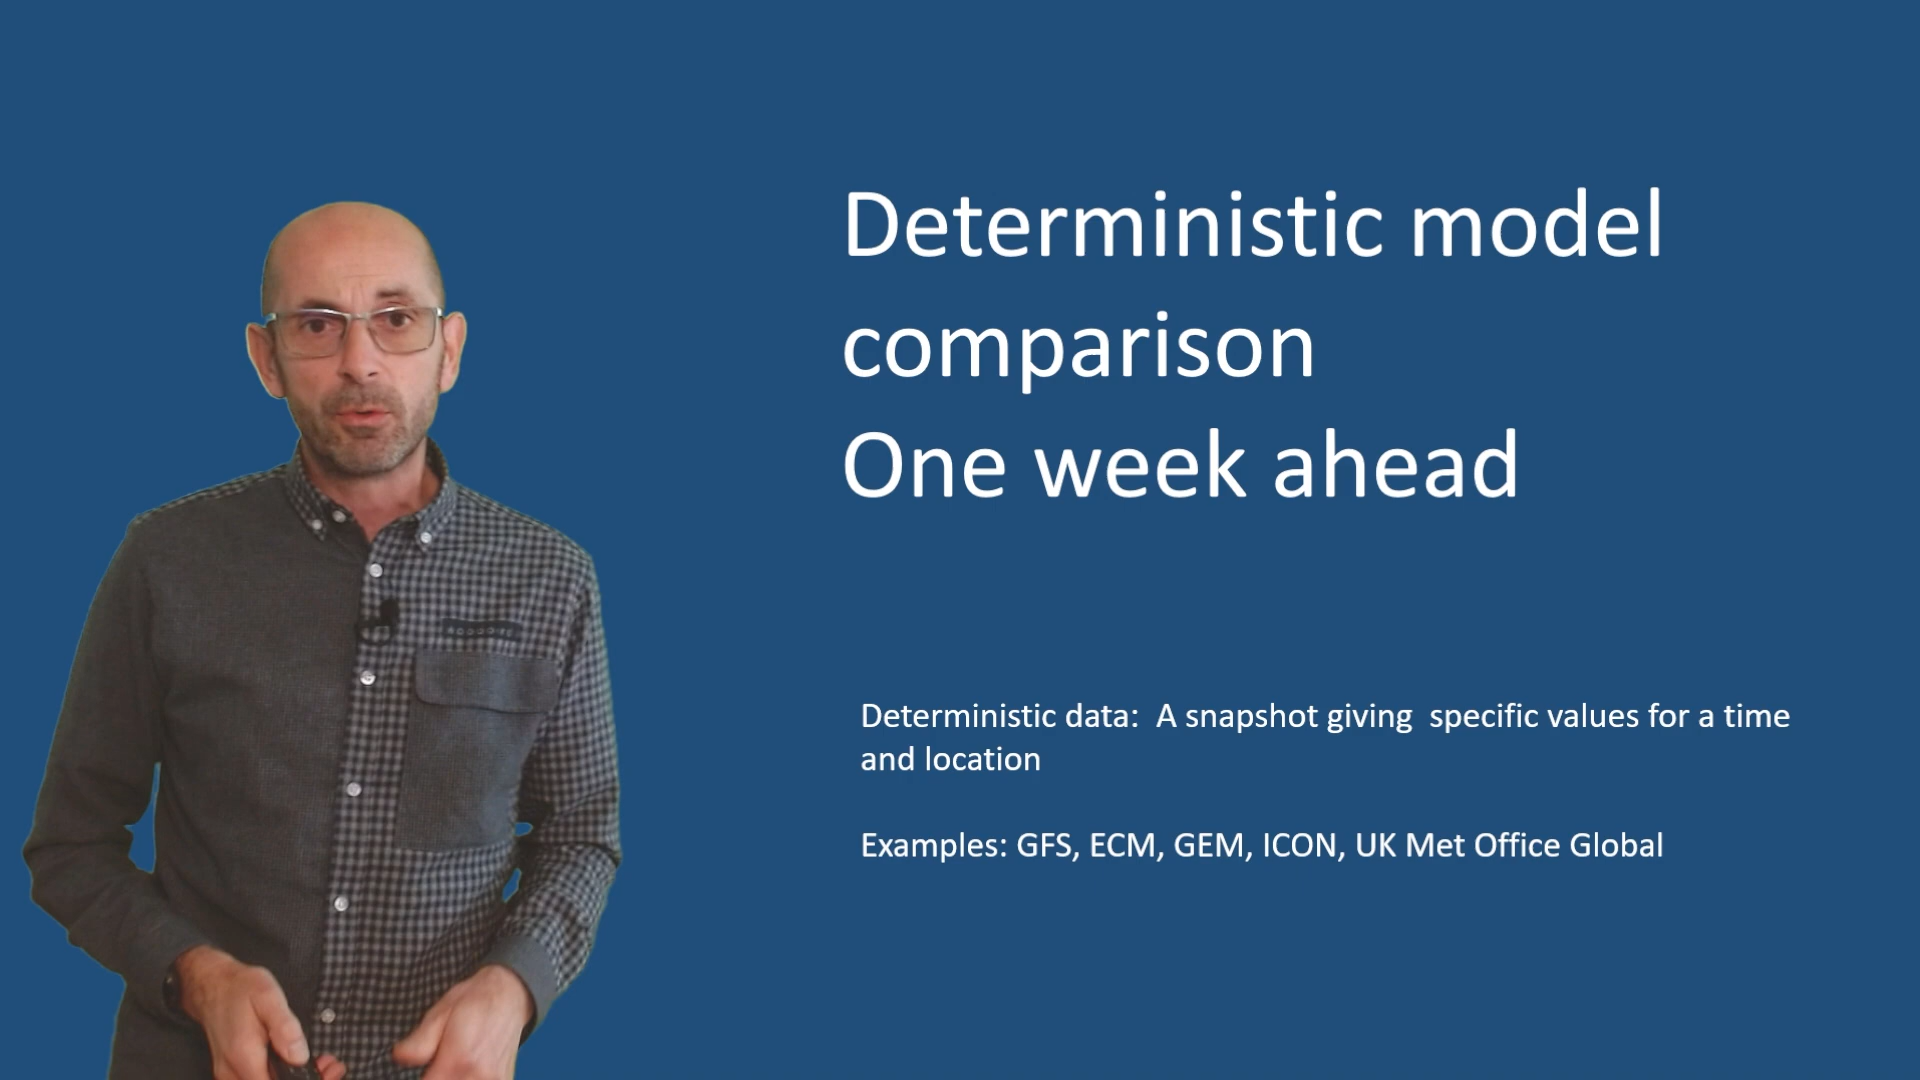 Deterministic model
comparison
One week ahead
Deterministic data:  A snapshot giving  specific values for a time
and location
Examples: GFS, ECM, GEM, ICON, UK Met Office Global